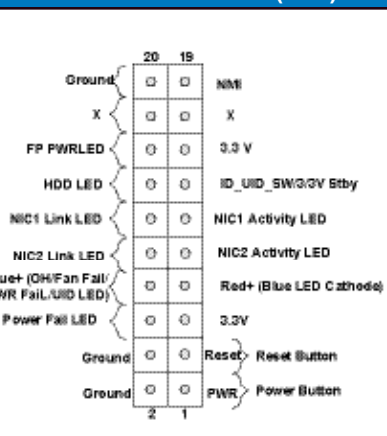 20 19
Ground NMI
X X
FP PWRLED 3.3 V
HDD LED ID_UID_SW/3/3V Stby
NIC1 Link LED NIC1 Activity LED
NIC2 Link LED NIC2 Activity LED
ue+ (OH/Fan Fail/
WR FaiL/UID LED) Red+ (Blue LED Cathode)
Power Fail LED 3.3V
Ground Reset Reset Button
Ground PWR Power Button
2 1